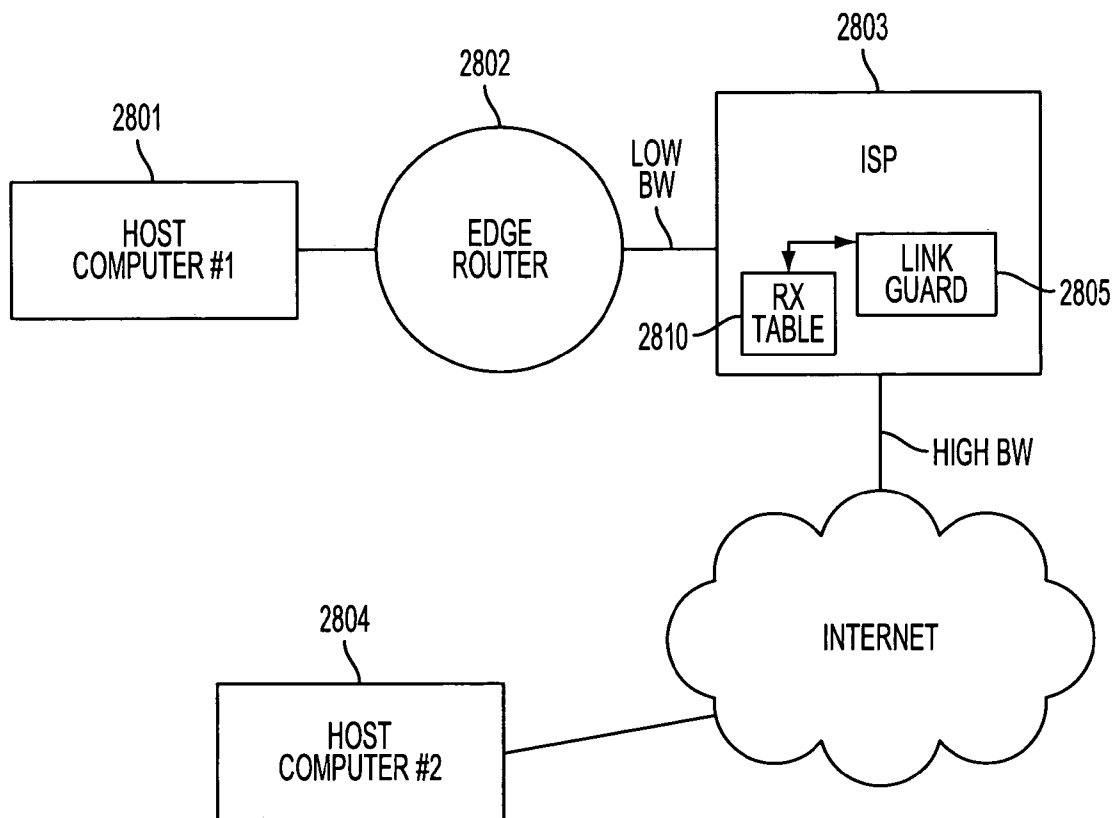 2803
2802
2801
LOW
BW
ISP
HOST
COMPUTER #1
EDGE
ROUTER
LINK
GUARD
2805
RX
TABLE
2810
HIGH BW
2804
INTERNET
HOST
COMPUTER #2